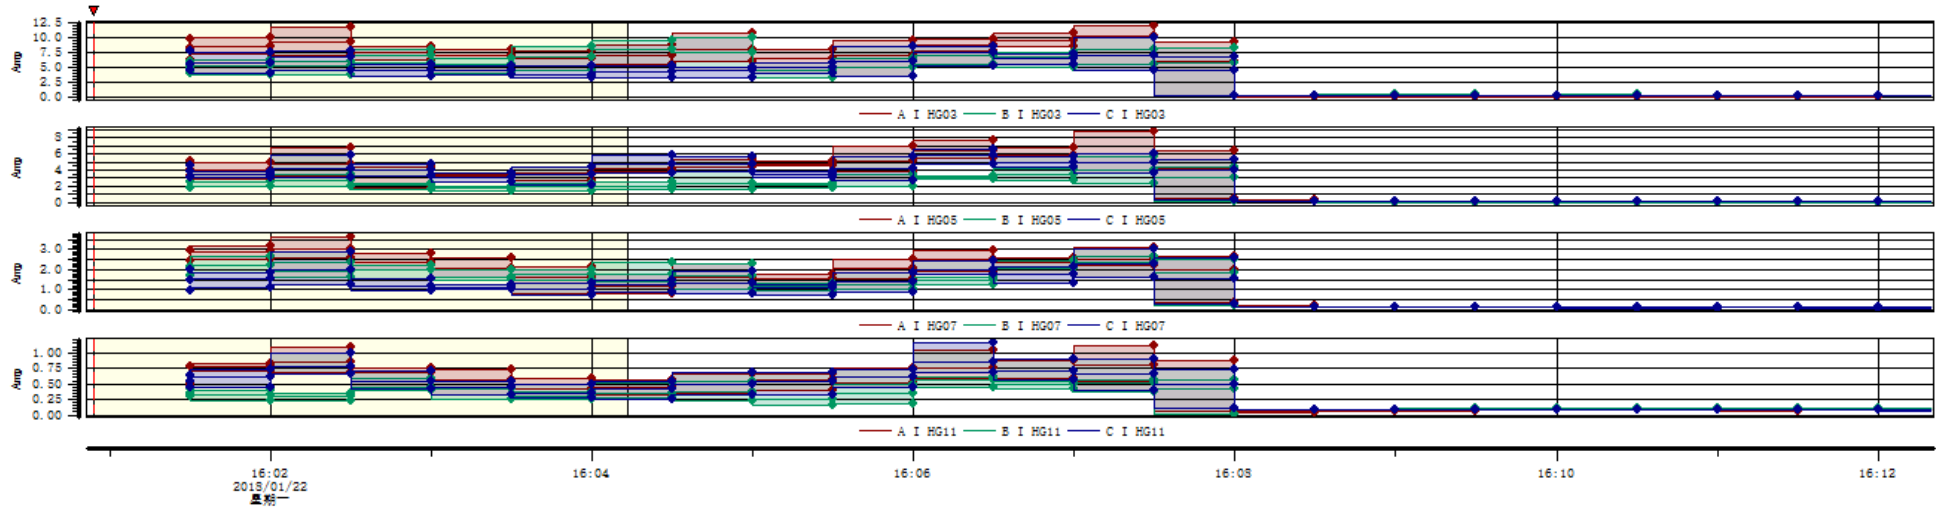 12.5
10.0
7.5
5.0
2.5
0.0
Amp
A I HG03 B I HG03 C I HG03
8
6
4
2
0
Amp
A I HG05 B I HG05 C I HG05
3.0
2.0
1.0
0.0
Amp
A I HG07 B I HG07 C I HG07
1.00
0.75
0.50
0.25
0.00
Amp
A I HG11 B I HG11 C I HG11
16:02 16:04 16:06 16:08 16:10 16:12
2018/01/22
星期一